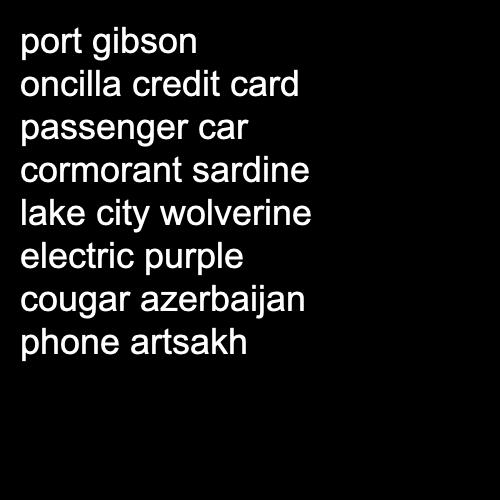 port gibson
oncilla credit card
passenger car
cormorant sardine
lake city wolverine
electric purple
cougar azerbaijan
phone artsakh